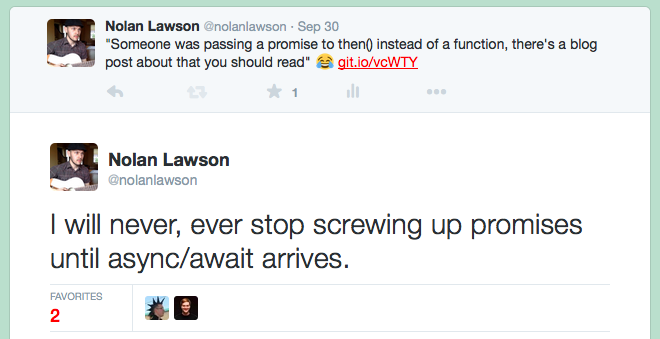 Nolan Lawson @nolanlawson · Sep 30
"Someone was passing a promise to then() instead of a function, there's a blog
post about that you should read" 😂 git.io/vcWTY
1
Nolan Lawson
@nolanlawson
I will never, ever stop screwing up promises
until async/await arrives.
FAVORITES
2